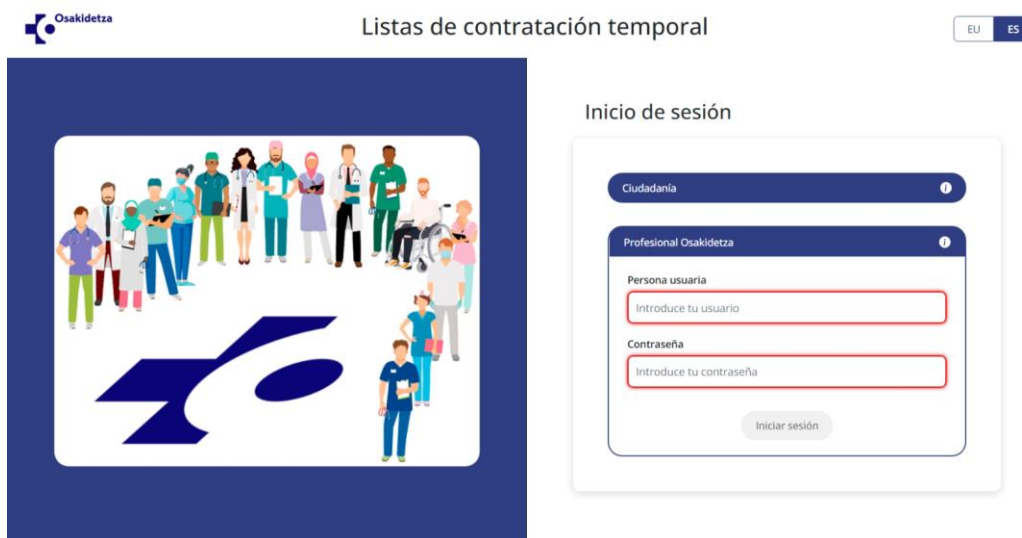 Osakidetza
Listas de contratación temporal
EU ES
Inicio de sesión
Ciudadanía
Profesional Osakidetza
Persona usuaria
Introduce tu usuario
Contraseña
Introduce tu contraseña
Iniciar sesión